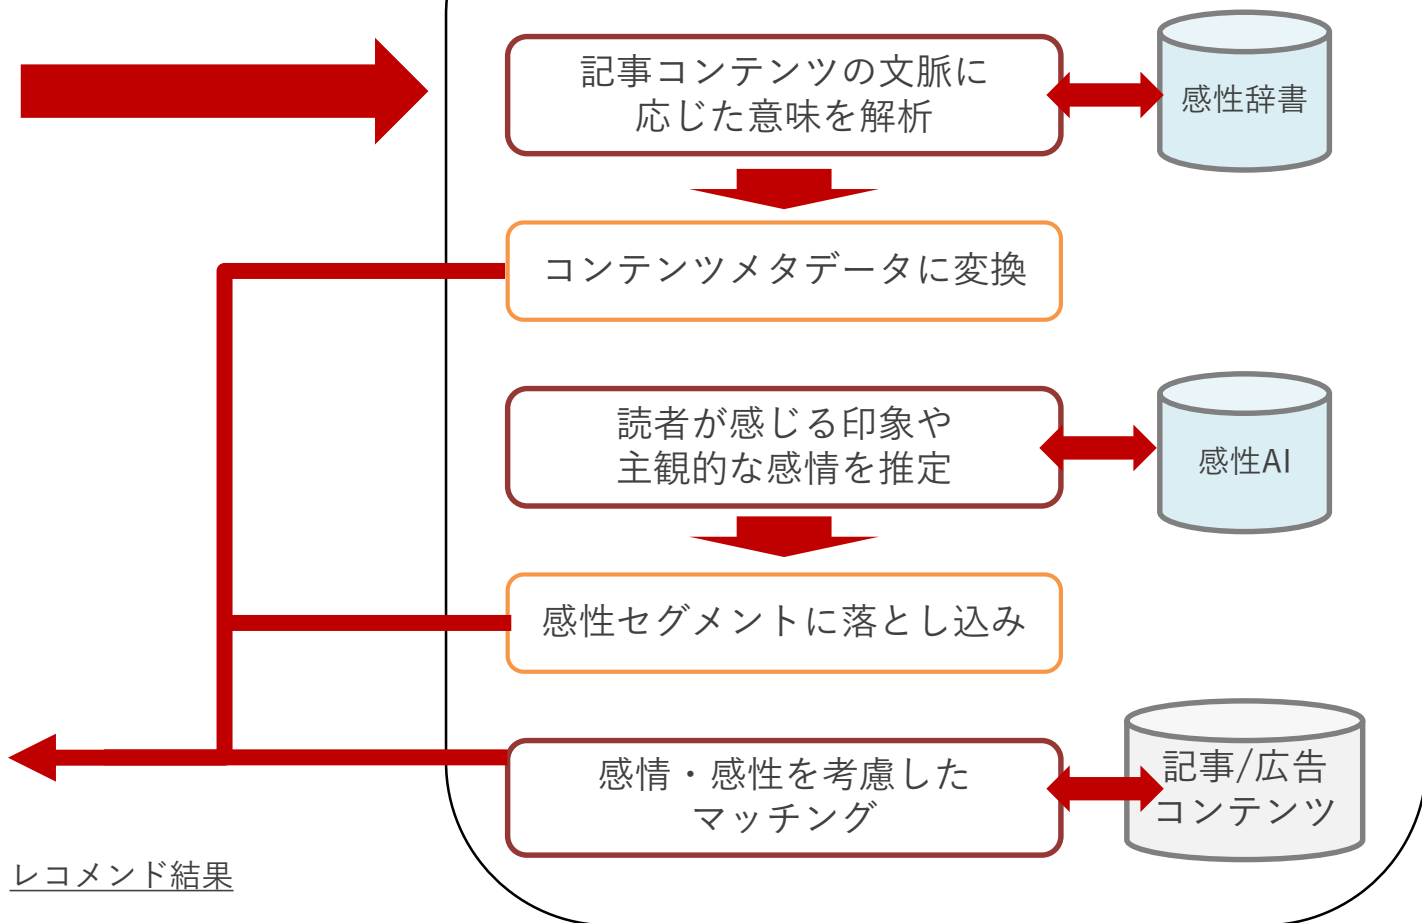 記事コンテンツの文脈に
応じた意味を解析
感性辞書
コンテンツメタデータに変換
読者が感じる印象や
主観的な感情を推定
感性AI
感性セグメントに落とし込み
感情・感性を考慮した
マッチング
記事/広告
コンテンツ
レコメンド結果